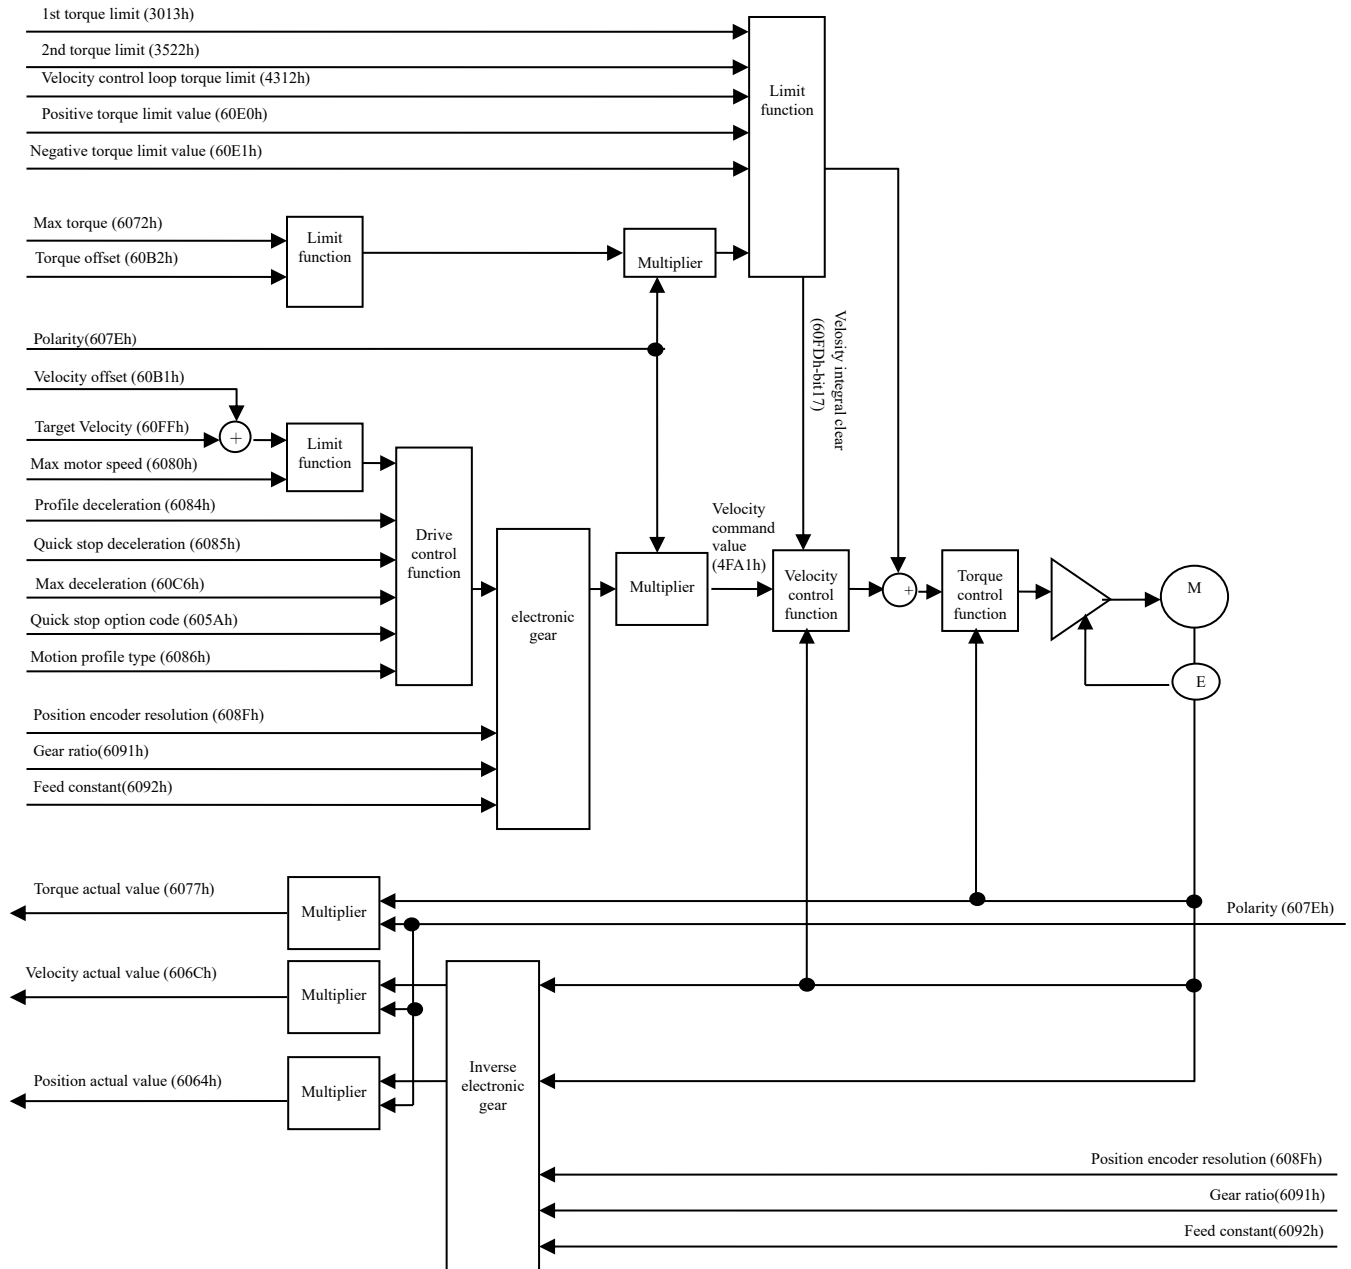 1st torque limit (3013h)
2nd torque limit (3522h)
Velocity control loop torque limit (4312h)
Positive torque limit value (60E0h)
Negative torque limit value (60E1h)
Limit
function
Max torque (6072h)
Torque offset (60B2h)
Limit
function
Multiplier
Polarity(607Eh)
Velosity integral clear
(60FDh-bit17)
Velocity offset (60B1h)
Target Velocity (60FFh)
+
Max motor speed (6080h)
Limit
function
Profile deceleration (6084h)
Quick stop deceleration (6085h)
Max deceleration (60C6h)
Quick stop option code (605Ah)
Motion profile type (6086h)
Drive
control
function
electronic
gear
Multiplier
Velocity
command
value
(4FA1h)
Velocity
control
function
+
Torque
control
function
M
E
Position encoder resolution (608Fh)
Gear ratio(6091h)
Feed constant(6092h)
Torque actual value (6077h)
Multiplier
Polarity (607Eh)
Velocity actual value (606Ch)
Multiplier
Position actual value (6064h)
Multiplier
Inverse
electronic
gear
Position encoder resolution (608Fh)
Gear ratio(6091h)
Feed constant(6092h)